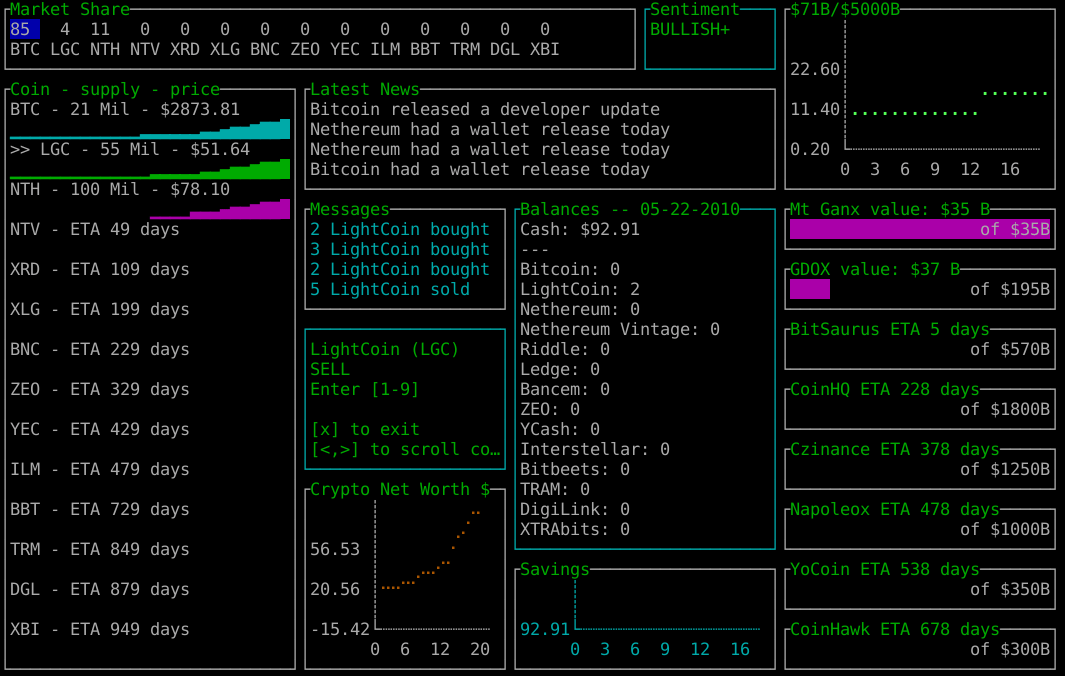 Market Share
85 4 11 0 0 0 0 0 0 0 0 0 0 0
BTC LGC NTH NTV XRD XLG BNC ZEO YEC ILM BBT TRM DGL XBI
Sentiment
BULLISH+
$71B/$5000B
22.60
11.40
0.20
0 3 6 9 12 16
Coin - supply - price
BTC - 21 Mil - $2873.81
>> LGC - 55 Mil - $51.64
NTH - 100 Mil - $78.10
NTV - ETA 49 days
XRD - ETA 109 days
XLG - ETA 199 days
BNC - ETA 229 days
ZEO - ETA 329 days
YEC - ETA 429 days
ILM - ETA 479 days
BBT - ETA 729 days
TRM - ETA 849 days
DGL - ETA 879 days
XBI - ETA 949 days
Latest News
Bitcoin released a developer update
Nethereum had a wallet release today
Nethereum had a wallet release today
Bitcoin had a wallet release today
Messages
2 LightCoin bought
3 LightCoin bought
2 LightCoin bought
5 LightCoin sold
LightCoin (LGC)
SELL
Enter [1-9]
[x] to exit
[<,>] to scroll co…
Crypto Net Worth $
56.53
20.56
-15.42
0 6 12 20
Balances -- 05-22-2010
Cash: $92.91
---
Bitcoin: 0
LightCoin: 2
Nethereum: 0
Nethereum Vintage: 0
Riddle: 0
Ledge: 0
Bancem: 0
ZEO: 0
YCash: 0
Interstellar: 0
Bitbeets: 0
TRAM: 0
DigiLink: 0
XTRAbits: 0
Savings
92.91
0 3 6 9 12 16
Mt Ganx value: $35 B
of $35B
GDOX value: $37 B
of $195B
BitSaurus ETA 5 days
of $570B
CoinHQ ETA 228 days
of $1800B
Czinance ETA 378 days
of $1250B
Napoleox ETA 478 days
of $1000B
YoCoin ETA 538 days
of $350B
CoinHawk ETA 678 days
of $300B